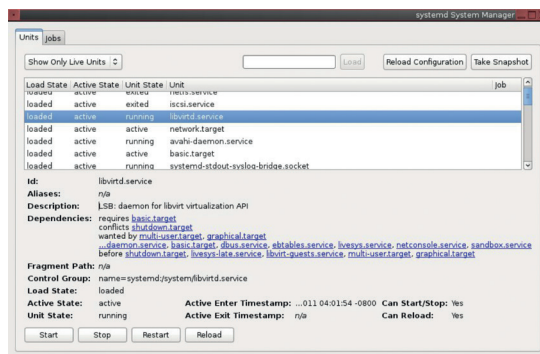 systemd System Manager
Units Jobs
Show Only Live Units Load Reload Configuration Take Snapshot
Load State Active State Unit State Unit Job
loaded active exited netfs.service
loaded active exited iscsi.service
loaded active running libvirtd.service
loaded active active network.target
loaded active running avahi-daemon.service
loaded active active basic.target
loaded active running systemd-stdout-syslog-bridge.socket
Id: libvirtd.service
Aliases: n/a
Description: LSB: daemon for libvirt virtualization API
Dependencies: requires basic.target
conflicts shutdown.target
wanted by multi-user.target, graphical.target
...daemon.service, basic.target, dbus.service, ebtables.service, livesys.service, netconsole.service, sandbox.service
before shutdown.target, livesys-late.service, libvirt-guests.service, multi-user.target, graphical.target
Fragment Path: n/a
Control Group: name=systemd:/system/libvirtd.service
Load State: loaded
Active State: active Active Enter Timestamp: ...011 04:01:54 -0800 Can Start/Stop: Yes
Unit State: running Active Exit Timestamp: n/a Can Reload: Yes
Start Stop Restart Reload